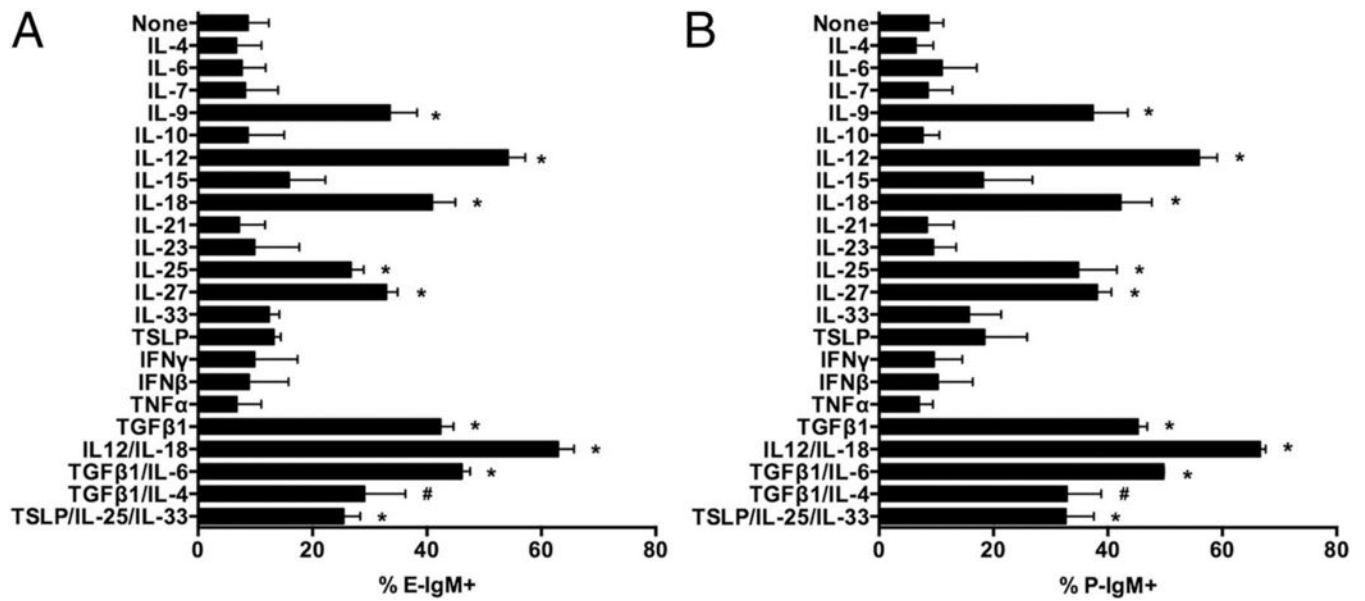 A
None
IL-4
IL-6
IL-7
IL-9
*
IL-10
IL-12
*
IL-15
IL-18
*
IL-21
IL-23
IL-25
*
IL-27
*
IL-33
TSLP
IFNγ
IFNβ
TNFα
TGFβ1
*
IL12/IL-18
*
TGFβ1/IL-6
*
TGFβ1/IL-4
#
TSLP/IL-25/IL-33
*
0 20 40 60 80
% E-IgM+
B
None
IL-4
IL-6
IL-7
IL-9
*
IL-10
IL-12
*
IL-15
IL-18
*
IL-21
IL-23
IL-25
*
IL-27
*
IL-33
TSLP
IFNγ
IFNβ
TNFα
TGFβ1
*
IL12/IL-18
*
TGFβ1/IL-6
*
TGFβ1/IL-4
#
TSLP/IL-25/IL-33
*
0 20 40 60 80
% P-IgM+